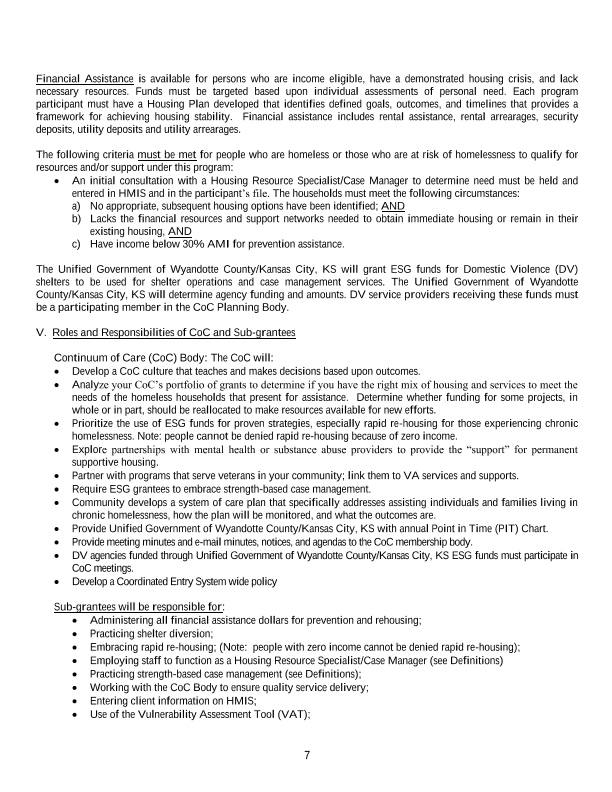 Financial Assistance is available for persons who are income eligible, have a demonstrated housing crisis, and lack
necessary resources. Funds must be targeted based upon individual assessments of personal need. Each program
participant must have a Housing Plan developed that identifies defined goals, outcomes, and timelines that provides a
framework for achieving housing stability. Financial assistance includes rental assistance, rental arrearages, security
deposits, utility deposits and utility arrearages.
The following criteria must be met for people who are homeless or those who are at risk of homelessness to qualify for
resources and/or support under this program:
• An initial consultation with a Housing Resource Specialist/Case Manager to determine need must be held and
entered in HMIS and in the participant's file. The households must meet the following circumstances:
a) No appropriate, subsequent housing options have been identified; AND
b) Lacks the financial resources and support networks needed to obtain immediate housing or remain in their
existing housing, AND
c) Have income below 30% AMI for prevention assistance.
The Unified Government of Wyandotte County/Kansas City, KS will grant ESG funds for Domestic Violence (DV)
shelters to be used for shelter operations and case management services. The Unified Government of Wyandotte
County/Kansas City, KS will determine agency funding and amounts. DV service providers receiving these funds must
be a participating member in the CoC Planning Body.
V. Roles and Responsibilities of CoC and Sub-grantees
Continuum of Care (CoC) Body: The CoC will:
• Develop a CoC culture that teaches and makes decisions based upon outcomes.
• Analyze your CoC's portfolio of grants to determine if you have the right mix of housing and services to meet the
needs of the homeless households that present for assistance. Determine whether funding for some projects, in
whole or in part, should be reallocated to make resources available for new efforts.
• Prioritize the use of ESG funds for proven strategies, especially rapid re-housing for those experiencing chronic
homelessness. Note: people cannot be denied rapid re-housing because of zero income.
• Explore partnerships with mental health or substance abuse providers to provide the “support” for permanent
supportive housing.
• Partner with programs that serve veterans in your community; link them to VA services and supports.
• Require ESG grantees to embrace strength-based case management.
• Community develops a system of care plan that specifically addresses assisting individuals and families living in
chronic homelessness, how the plan will be monitored, and what the outcomes are.
• Provide Unified Government of Wyandotte County/Kansas City, KS with annual Point in Time (PIT) Chart.
• Provide meeting minutes and e-mail minutes, notices, and agendas to the CoC membership body.
• DV agencies funded through Unified Government of Wyandotte County/Kansas City, KS ESG funds must participate in
CoC meetings.
• Develop a Coordinated Entry System wide policy
Sub-grantees will be responsible for:
• Administering all financial assistance dollars for prevention and rehousing;
• Practicing shelter diversion;
• Embracing rapid re-housing; (Note: people with zero income cannot be denied rapid re-housing);
• Employing staff to function as a Housing Resource Specialist/Case Manager (see Definitions)
• Practicing strength-based case management (see Definitions);
• Working with the CoC Body to ensure quality service delivery;
• Entering client information on HMIS;
• Use of the Vulnerability Assessment Tool (VAT);
7